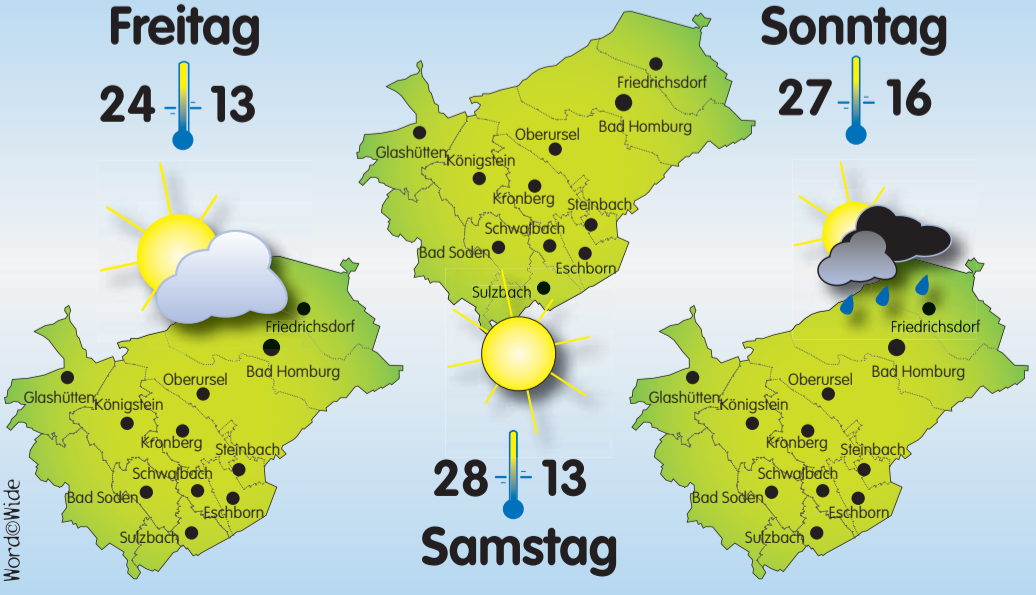 Freitag
24 13
Friedrichsdorf
Bad Homburg
Oberursel
Glashütten
Königstein
Kronberg
Steinbach
Schwalbach
Bad Soden
Eschborn
Sulzbach
Friedrichsdorf
Bad Homburg
Oberursel
Glashütten
Königstein
Kronberg
Steinbach
Schwalbach
Bad Soden
Eschborn
Sulzbach
28 13
Samstag
Sonntag
27 16
Friedrichsdorf
Bad Homburg
Oberursel
Glashütten
Königstein
Kronberg
Steinbach
Schwalbach
Bad Soden
Eschborn
Sulzbach
Word©Wide